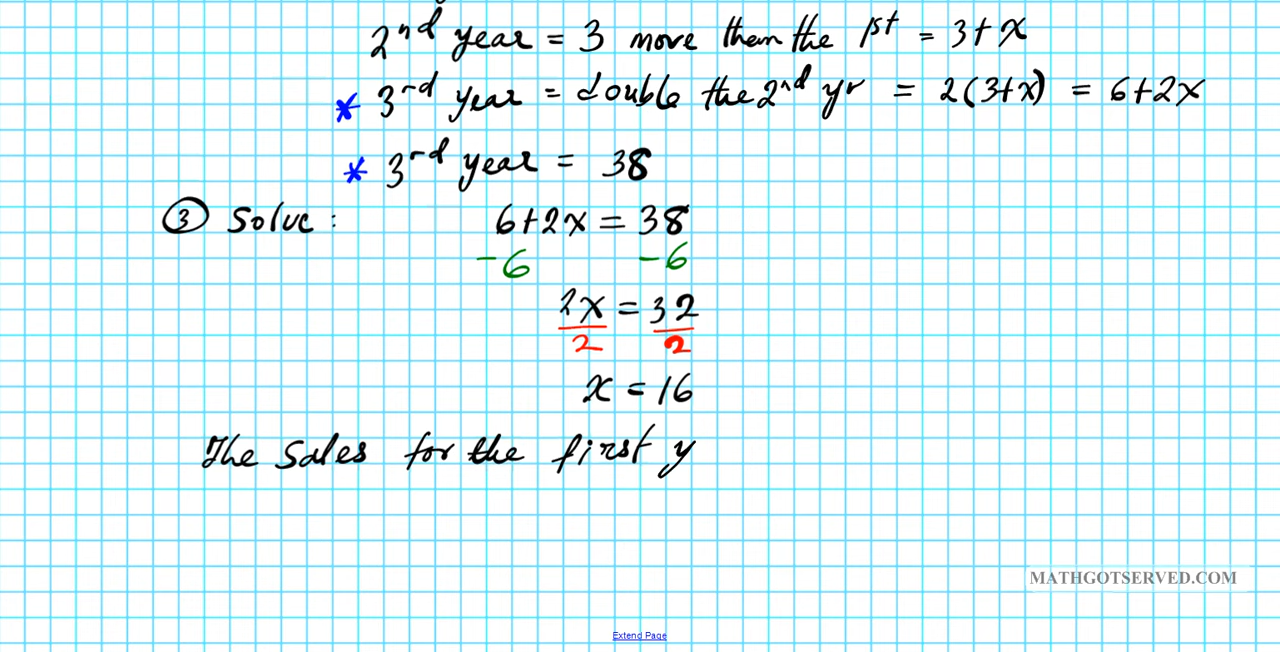 2nd year = 3 more than the 1st = 3+x
* 3rd year = double the 2nd yr = 2(3+x) = 6+2x
* 3rd year = 38
③ Solve: 6+2x = 38
-6 -6
2x = 32
2 2
x = 16
The Sales for the first y
MATHGOTSERVED.COM
Extend Page